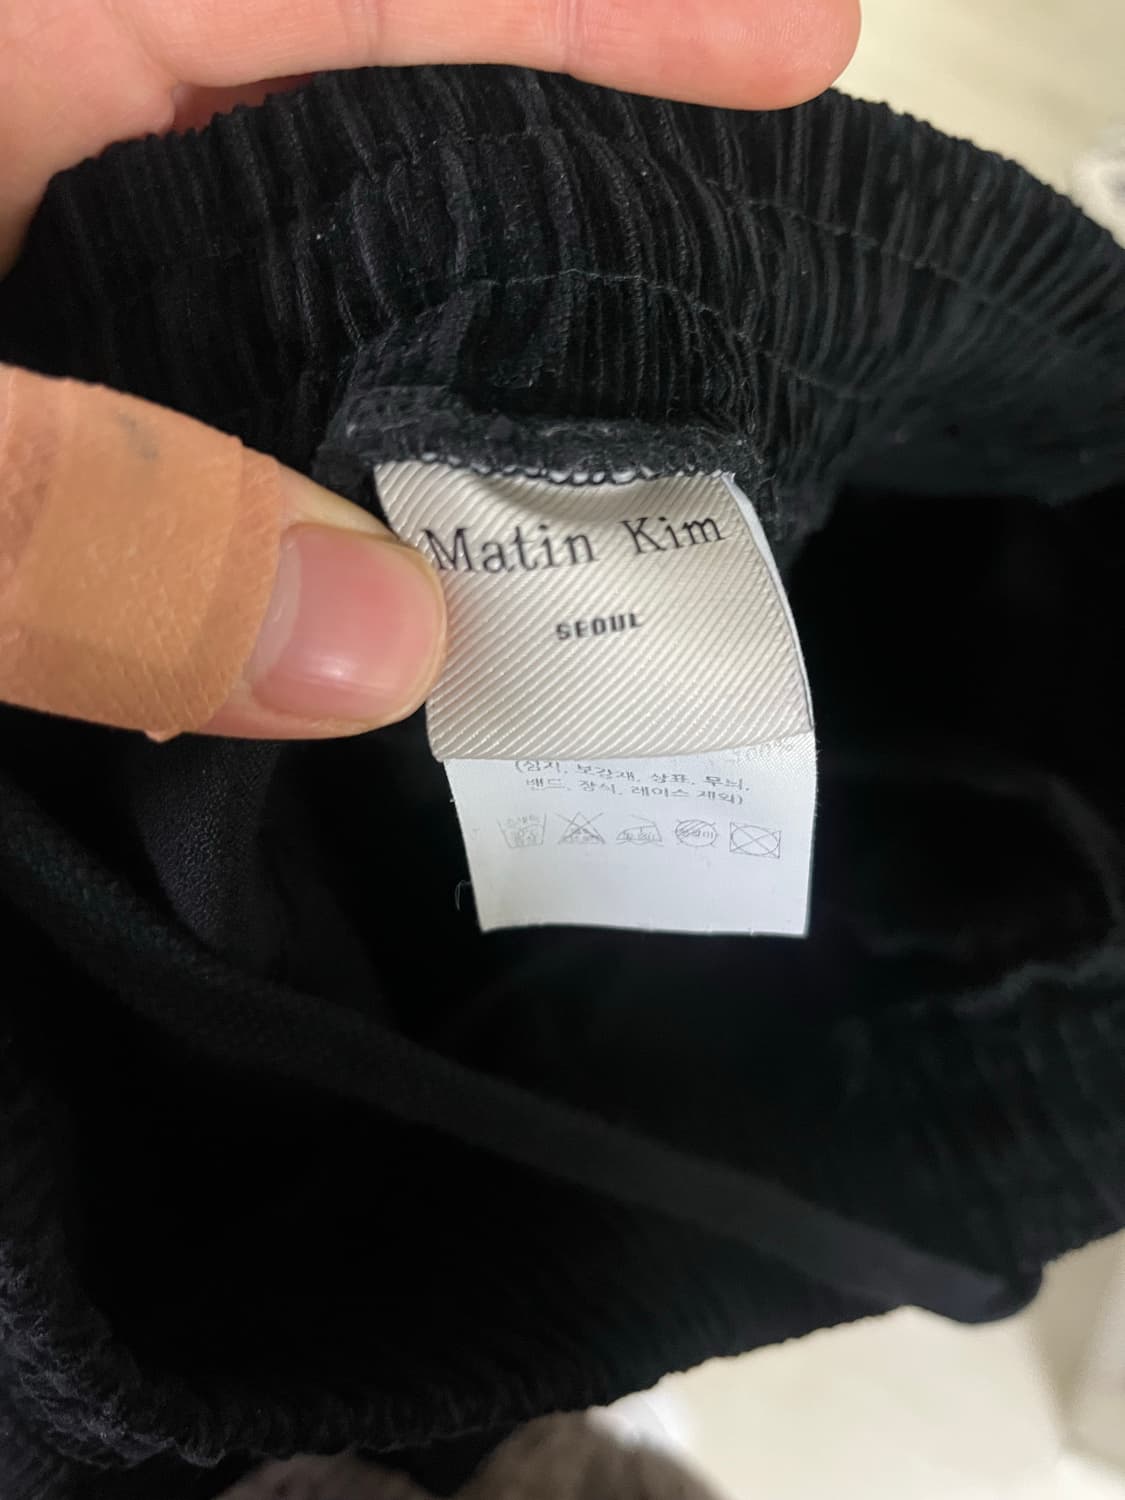 Matin Kim
SEOUL
100%
(심지, 보강재, 상표, 무늬,
밴드, 장식, 레이스 제외)